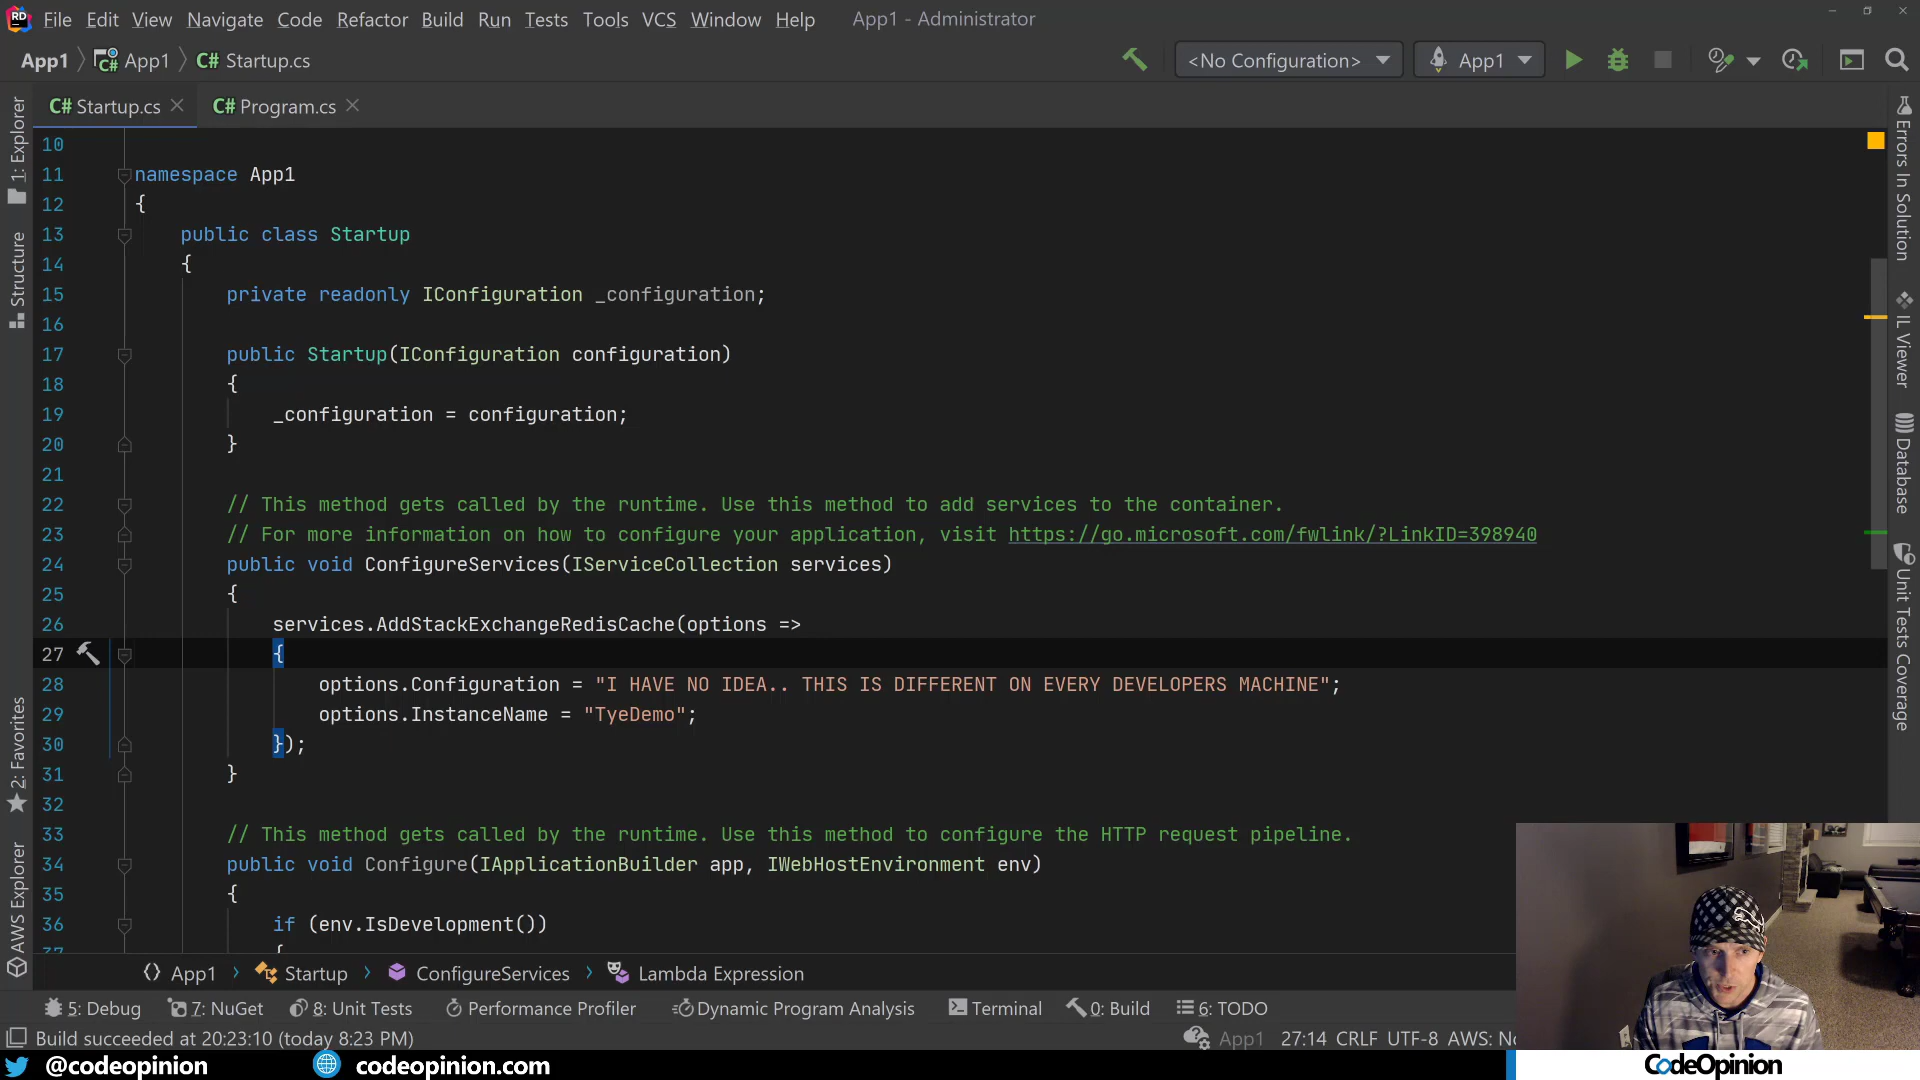 File Edit View Navigate Code Refactor Build Run Tests Tools VCS Window Help App1 - Administrator
App1 App1 C# Startup.cs <No Configuration> App1
C# Startup.cs C# Program.cs
10
11 namespace App1
12 {
13 public class Startup
14 {
15 private readonly IConfiguration _configuration;
16
17 public Startup(IConfiguration configuration)
18 {
19 _configuration = configuration;
20 }
21
22 // This method gets called by the runtime. Use this method to add services to the container.
23 // For more information on how to configure your application, visit https://go.microsoft.com/fwlink/?LinkID=398940
24 public void ConfigureServices(IServiceCollection services)
25 {
26 services.AddStackExchangeRedisCache(options =>
27 {
28 options.Configuration = "I HAVE NO IDEA.. THIS IS DIFFERENT ON EVERY DEVELOPERS MACHINE";
29 options.InstanceName = "TyeDemo";
30 });
31 }
32
33 // This method gets called by the runtime. Use this method to configure the HTTP request pipeline.
34 public void Configure(IApplicationBuilder app, IWebHostEnvironment env)
35 {
36 if (env.IsDevelopment())
37 {
1: Explorer
Structure
2: Favorites
AWS Explorer
Errors In Solution
IL Viewer
Database
Unit Tests Coverage
App1 Startup ConfigureServices Lambda Expression
5: Debug 7: NuGet 8: Unit Tests Performance Profiler Dynamic Program Analysis Terminal 0: Build 6: TODO
Build succeeded at 20:23:10 (today 8:23 PM) App1 27:14 CRLF UTF-8 AWS:
@codeopinion codeopinion.com CodeOpinion